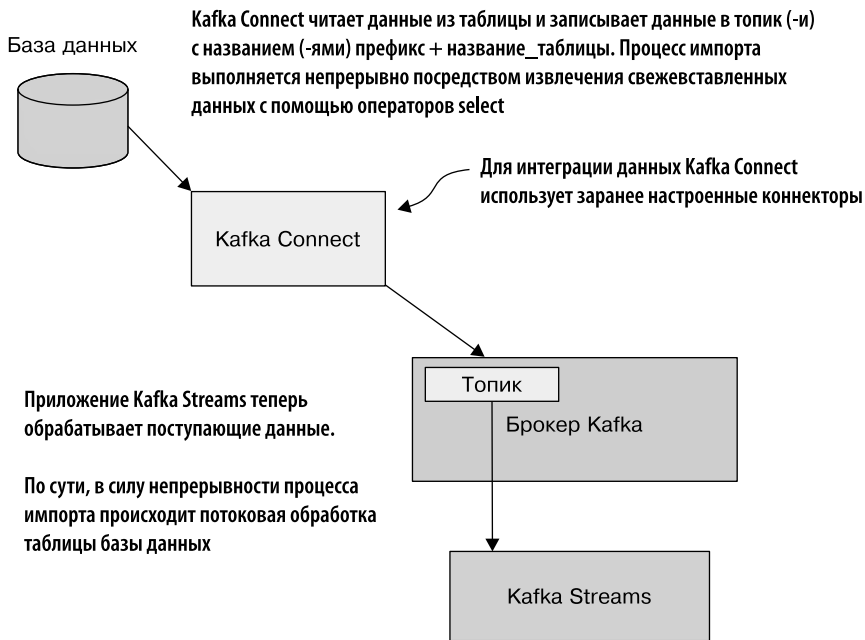 Kafka Connect читает данные из таблицы и записывает данные в топик (-и)
с названием (-ями) префикс + название_таблицы. Процесс импорта
выполняется непрерывно посредством извлечения свежевставленных
данных с помощью операторов select
База данных
Для интеграции данных Kafka Connect
использует заранее настроенные коннекторы
Kafka Connect
Топик
Брокер Kafka
Приложение Kafka Streams теперь
обрабатывает поступающие данные.
По сути, в силу непрерывности процесса
импорта происходит потоковая обработка
таблицы базы данных
Kafka Streams